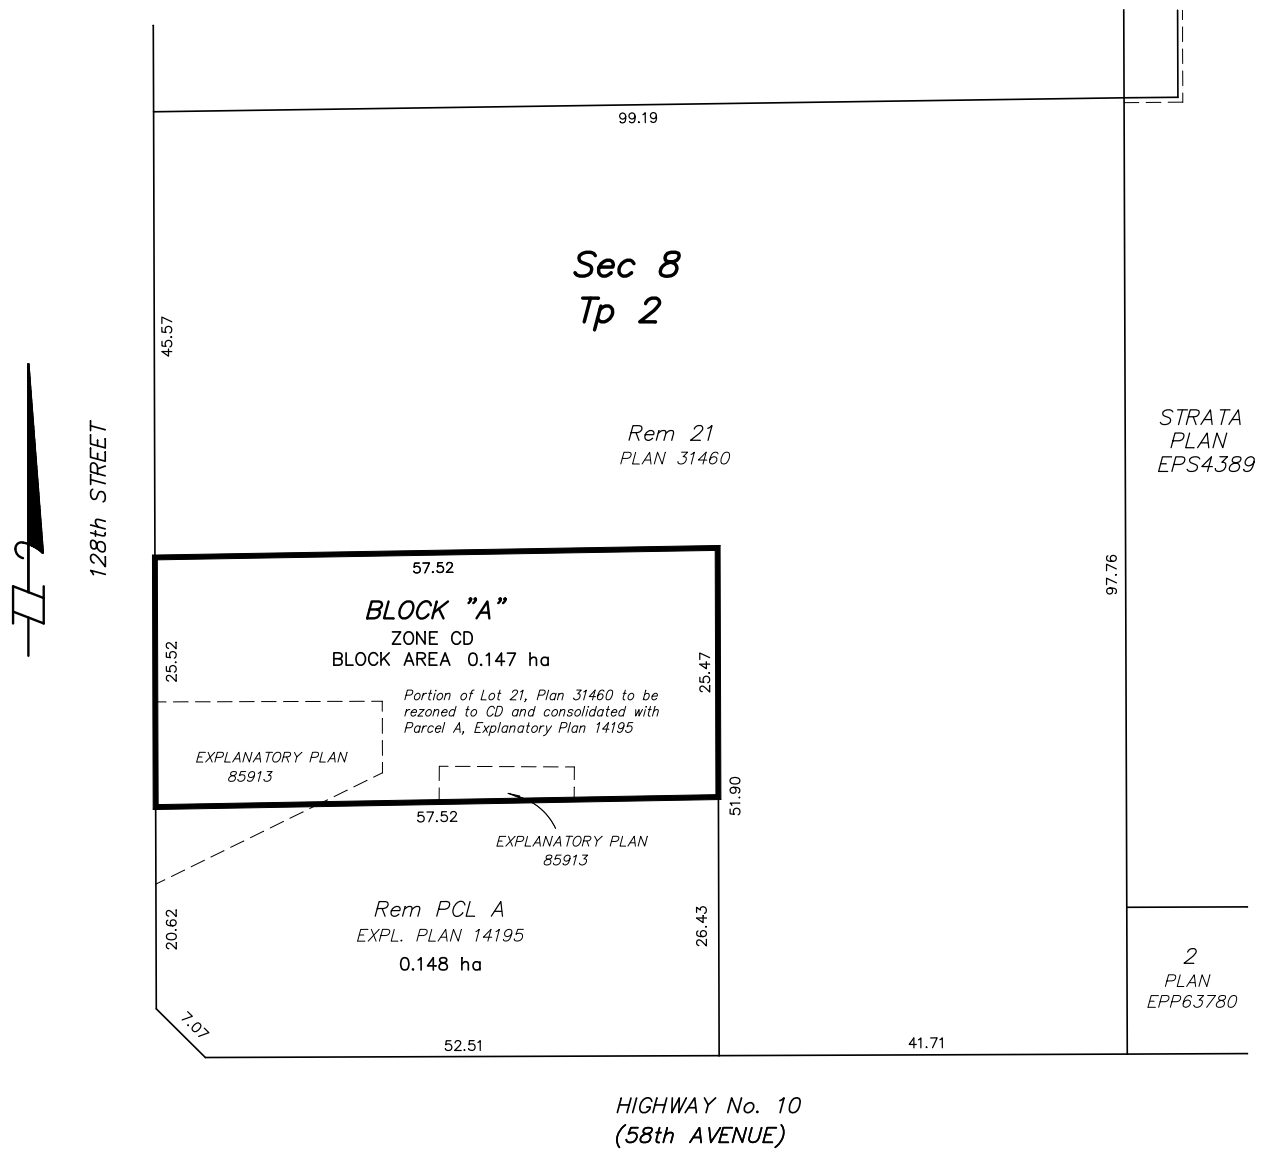 99.19
Sec 8
Tp 2
45.57
Rem 21
PLAN 31460
STRATA
PLAN
EPS4389
128th STREET
57.52
97.76
BLOCK "A"
ZONE CD
BLOCK AREA 0.147 ha
25.52
25.47
Portion of Lot 21, Plan 31460 to be
rezoned to CD and consolidated with
Parcel A, Explanatory Plan 14195
EXPLANATORY PLAN
85913
57.52
51.90
EXPLANATORY PLAN
85913
Rem PCL A
EXPL. PLAN 14195
0.148 ha
20.62
26.43
2
PLAN
EPP63780
7.07
52.51
41.71
HIGHWAY No. 10
(58th AVENUE)